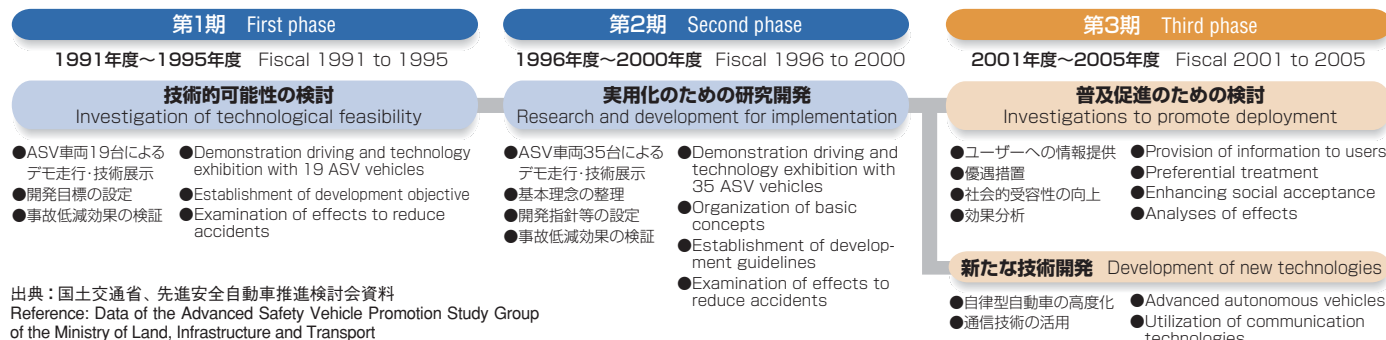 第1期 First phase
1991年度～1995年度 Fiscal 1991 to 1995
技術的可能性の検討
Investigation of technological feasibility
●ASV車両19台による
デモ走行・技術展示
●開発目標の設定
●事故低減効果の検証
●Demonstration driving and technology
exhibition with 19 ASV vehicles
●Establishment of development objective
●Examination of effects to reduce
accidents
第2期 Second phase
1996年度～2000年度 Fiscal 1996 to 2000
実用化のための研究開発
Research and development for implementation
●ASV車両35台による
デモ走行・技術展示
●基本理念の整理
●開発指針等の設定
●事故低減効果の検証
●Demonstration driving and
technology exhibition with
35 ASV vehicles
●Organization of basic
concepts
●Establishment of develop-
ment guidelines
●Examination of effects to
reduce accidents
第3期 Third phase
2001年度～2005年度 Fiscal 2001 to 2005
普及促進のための検討
Investigations to promote deployment
●ユーザーへの情報提供
●優遇措置
●社会的受容性の向上
●効果分析
●Provision of information to users
●Preferential treatment
●Enhancing social acceptance
●Analyses of effects
新たな技術開発 Development of new technologies
●自律型自動車の高度化
●通信技術の活用
●Advanced autonomous vehicles
●Utilization of communication
technologies
出典：国土交通省、先進安全自動車推進検討会資料
Reference: Data of the Advanced Safety Vehicle Promotion Study Group
of the Ministry of Land, Infrastructure and Transport